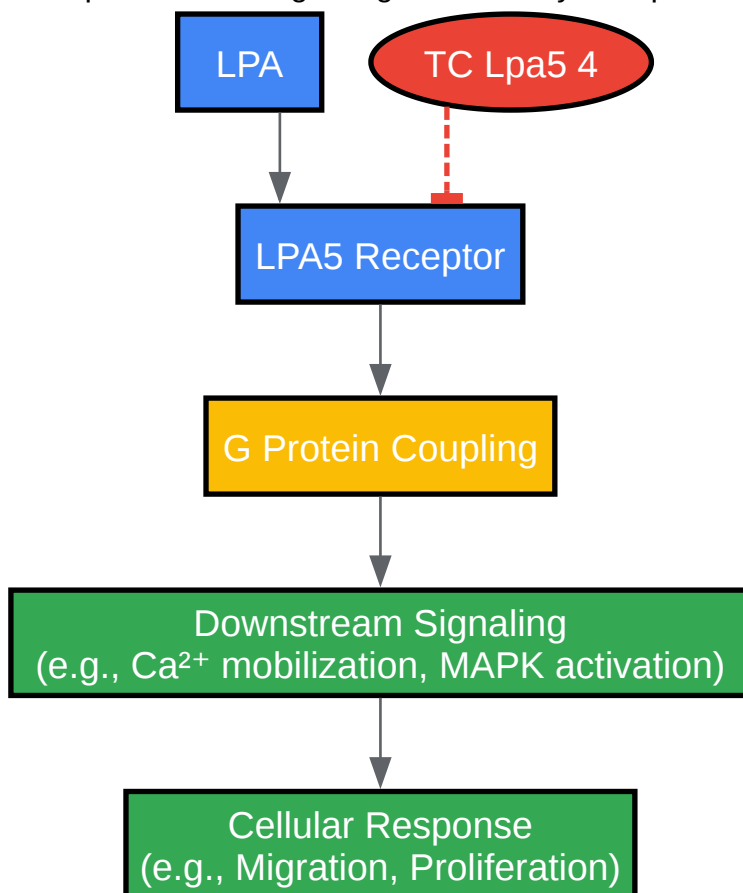 LPA
TC Lpa5 4
LPA5 Receptor
G Protein Coupling
Downstream Signaling
(e.g., Ca²⁺ mobilization, MAPK activation)
Cellular Response
(e.g., Migration, Proliferation)